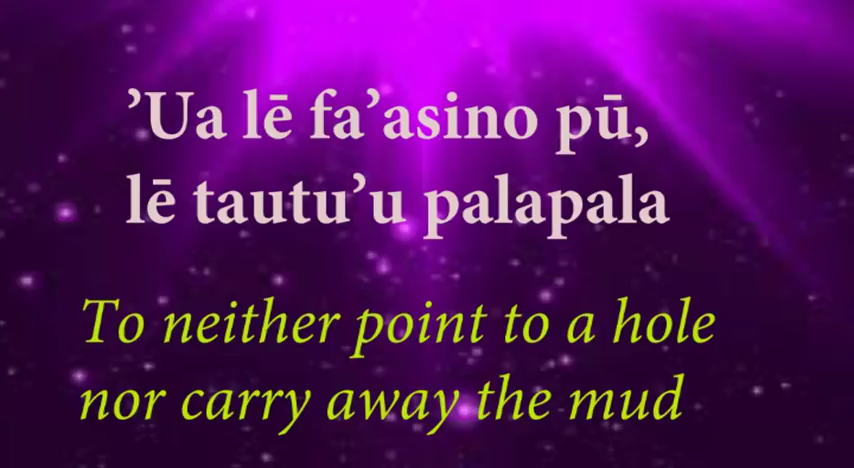 ’Ua lē fa’asino pū,
lē tautu’u palapala
To neither point to a hole
nor carry away the mud